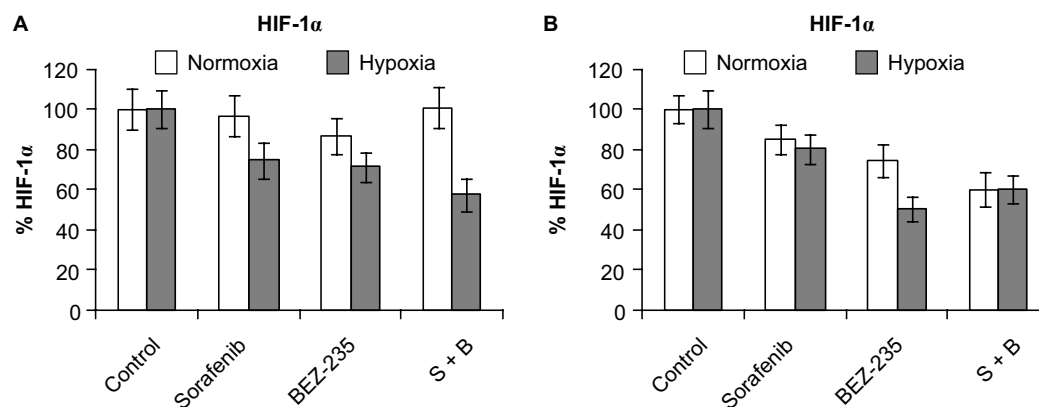 A
HIF-1α
Normoxia
Hypoxia
% HIF-1α
120
100
80
60
40
20
0
Control
Sorafenib
BEZ-235
S + B
B
HIF-1α
Normoxia
Hypoxia
% HIF-1α
120
100
80
60
40
20
0
Control
Sorafenib
BEZ-235
S + B